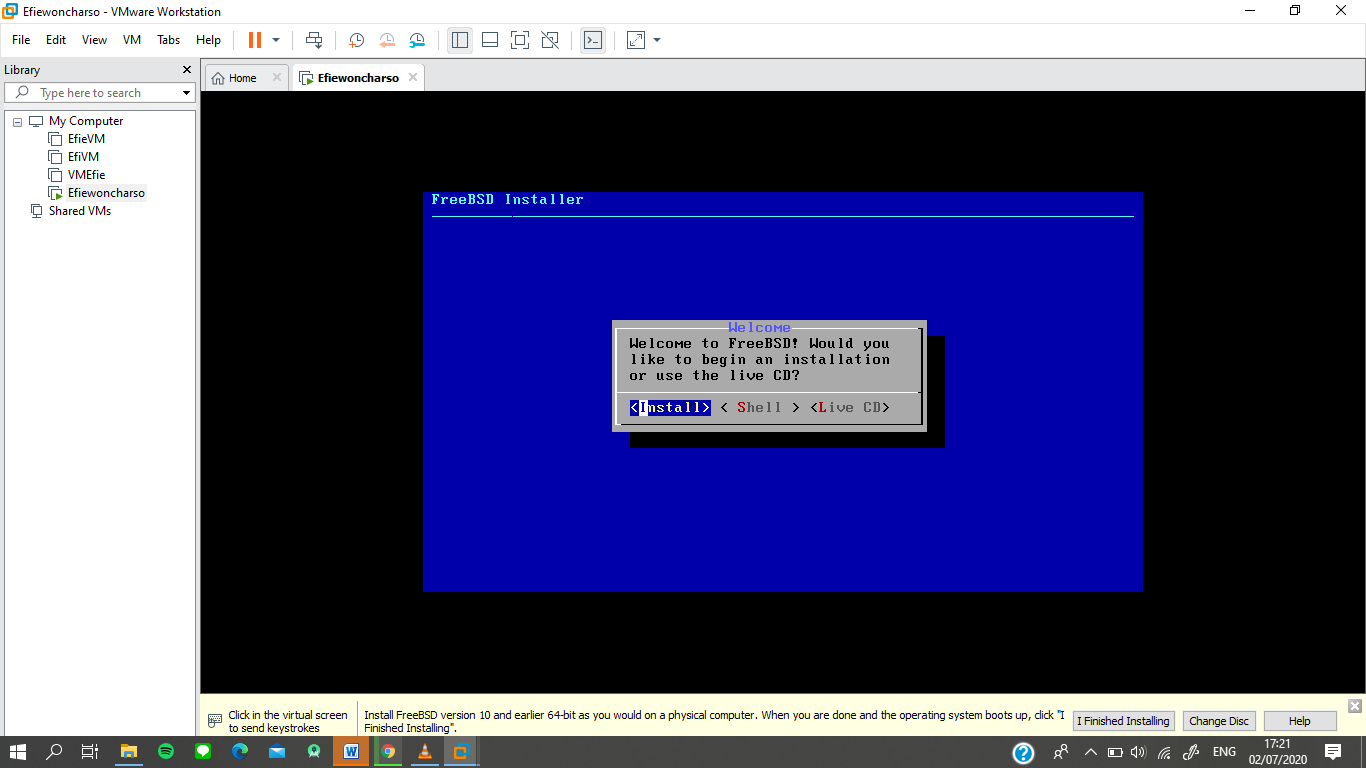 Efiewoncharso - VMware Workstation
File Edit View VM Tabs Help
Library
Type here to search
My Computer
EfieVM
EfiVM
VMEfie
Efiewoncharso
Shared VMs
Home
Efiewoncharso
FreeBSD Installer
Welcome
Welcome to FreeBSD! Would you
like to begin an installation
or use the live CD?
<Install> < Shell > <Live CD>
Click in the virtual screen
to send keystrokes
Install FreeBSD version 10 and earlier 64-bit as you would on a physical computer. When you are done and the operating system boots up, click "I
Finished Installing".
I Finished Installing
Change Disc
Help
ENG
17:21
02/07/2020